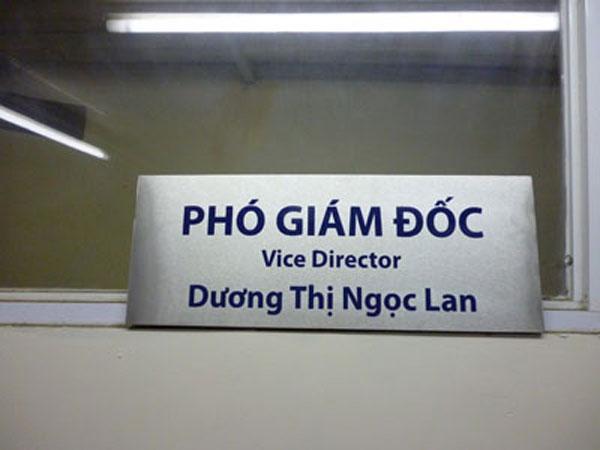 PHÓ GIÁM ĐỐC
Vice Director
Dương Thị Ngọc Lan